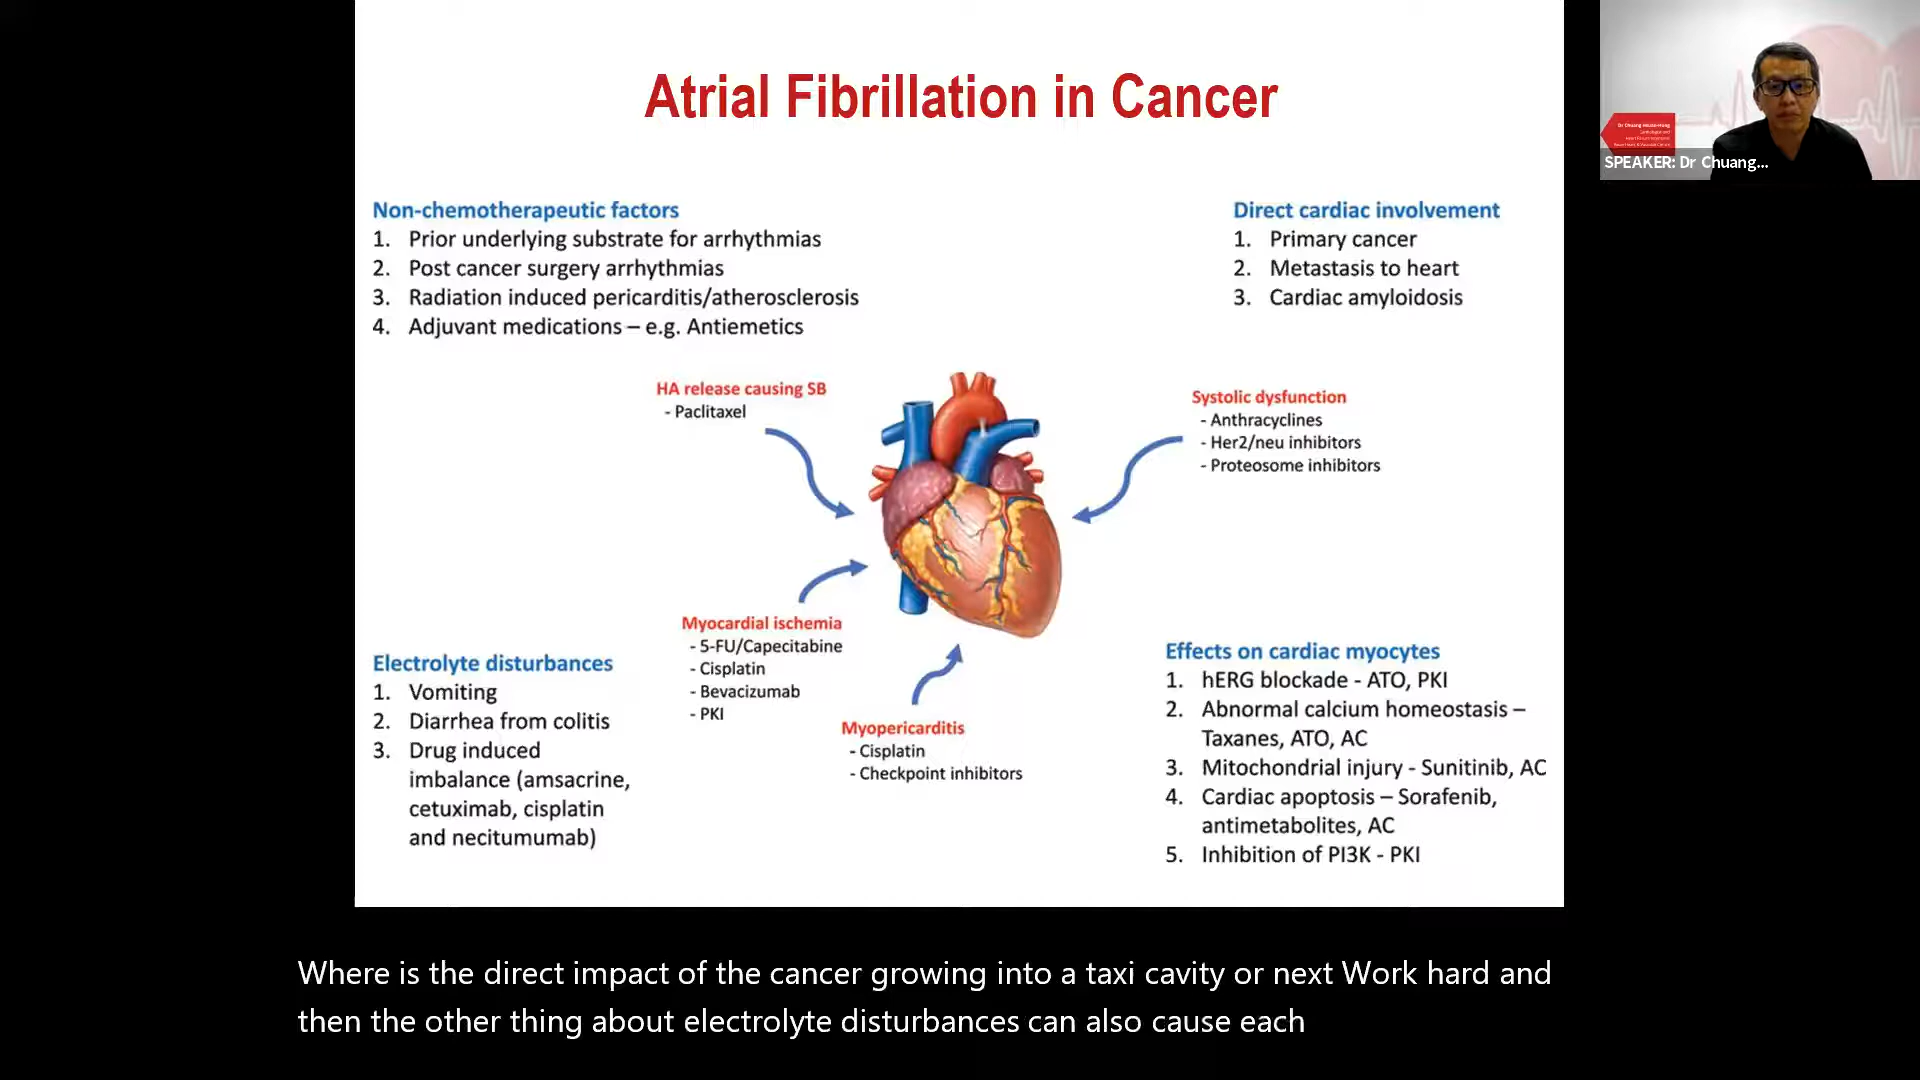 Atrial Fibrillation in Cancer
Non-chemotherapeutic factors
1. Prior underlying substrate for arrhythmias
2. Post cancer surgery arrhythmias
3. Radiation induced pericarditis/atherosclerosis
4. Adjuvant medications – e.g. Antiemetics
Direct cardiac involvement
1. Primary cancer
2. Metastasis to heart
3. Cardiac amyloidosis
HA release causing SB
- Paclitaxel
Systolic dysfunction
- Anthracyclines
- Her2/neu inhibitors
- Proteosome inhibitors
Myocardial ischemia
- 5-FU/Capecitabine
- Cisplatin
- Bevacizumab
- PKI
Myopericarditis
- Cisplatin
- Checkpoint inhibitors
Electrolyte disturbances
1. Vomiting
2. Diarrhea from colitis
3. Drug induced
imbalance (amsacrine,
cetuximab, cisplatin
and necitumumab)
Effects on cardiac myocytes
1. hERG blockade - ATO, PKI
2. Abnormal calcium homeostasis –
Taxanes, ATO, AC
3. Mitochondrial injury - Sunitinib, AC
4. Cardiac apoptosis – Sorafenib,
antimetabolites, AC
5. Inhibition of PI3K - PKI
SPEAKER: Dr Chuang...
Where is the direct impact of the cancer growing into a taxi cavity or next Work hard and
then the other thing about electrolyte disturbances can also cause each